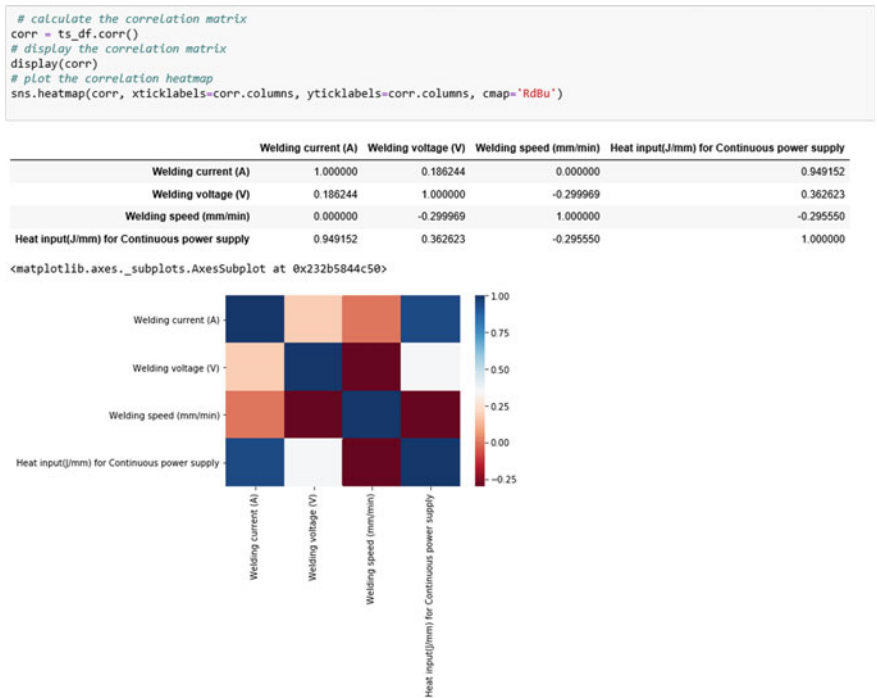 # calculate the correlation matrix
corr = ts_df.corr()
# display the correlation matrix
display(corr)
# plot the correlation heatmap
sns.heatmap(corr, xticklabels=corr.columns, yticklabels=corr.columns, cmap='RdBu')
Welding current (A) Welding voltage (V) Welding speed (mm/min) Heat input(J/mm) for Continuous power supply
Welding current (A) 1.000000 0.186244 0.000000 0.949152
Welding voltage (V) 0.186244 1.000000 -0.299969 0.362623
Welding speed (mm/min) 0.000000 -0.299969 1.000000 -0.295550
Heat input(J/mm) for Continuous power supply 0.949152 0.362623 -0.295550 1.000000
<matplotlib.axes._subplots.AxesSubplot at 0x232b5844c50>
Welding current (A)
Welding voltage (V)
Welding speed (mm/min)
Heat input(J/mm) for Continuous power supply
1.00
0.75
0.50
0.25
0.00
−0.25
Welding current (A)
Welding voltage (V)
Welding speed (mm/min)
Heat input(J/mm) for Continuous power supply